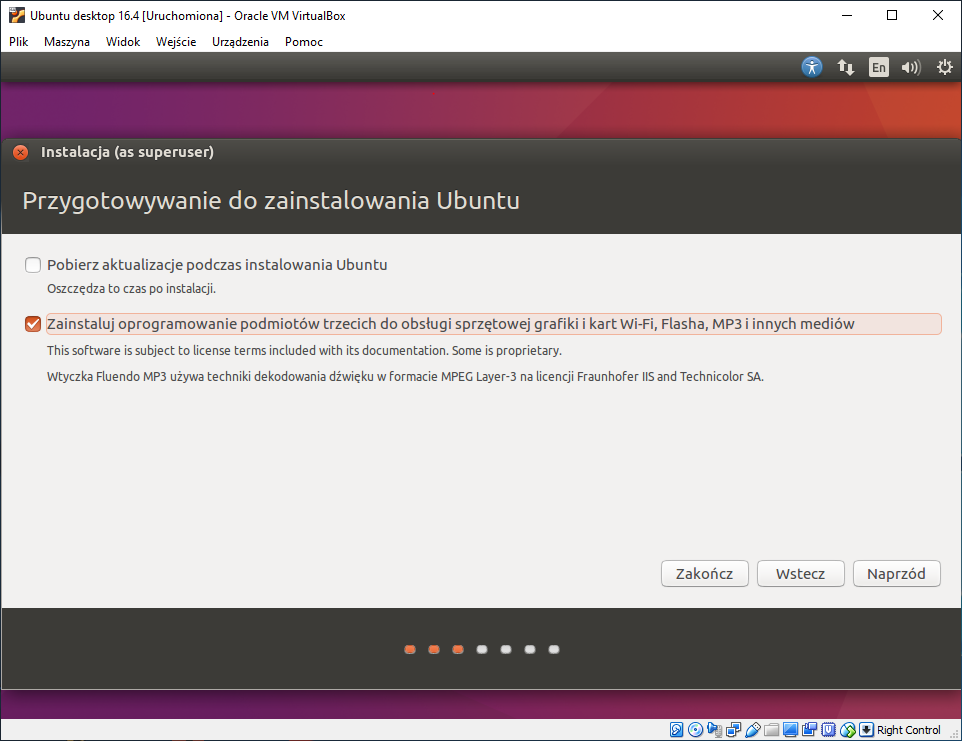 Ubuntu desktop 16.4 [Uruchomiona] - Oracle VM VirtualBox
Plik Maszyna Widok Wejście Urządzenia Pomoc
En
Instalacja (as superuser)
Przygotowywanie do zainstalowania Ubuntu
Pobierz aktualizacje podczas instalowania Ubuntu
Oszczędza to czas po instalacji.
Zainstaluj oprogramowanie podmiotów trzecich do obsługi sprzętowej grafiki i kart Wi-Fi, Flasha, MP3 i innych mediów
This software is subject to license terms included with its documentation. Some is proprietary.
Wtyczka Fluendo MP3 używa techniki dekodowania dźwięku w formacie MPEG Layer-3 na licencji Fraunhofer IIS and Technicolor SA.
Zakończ Wstecz Naprzód
Right Control